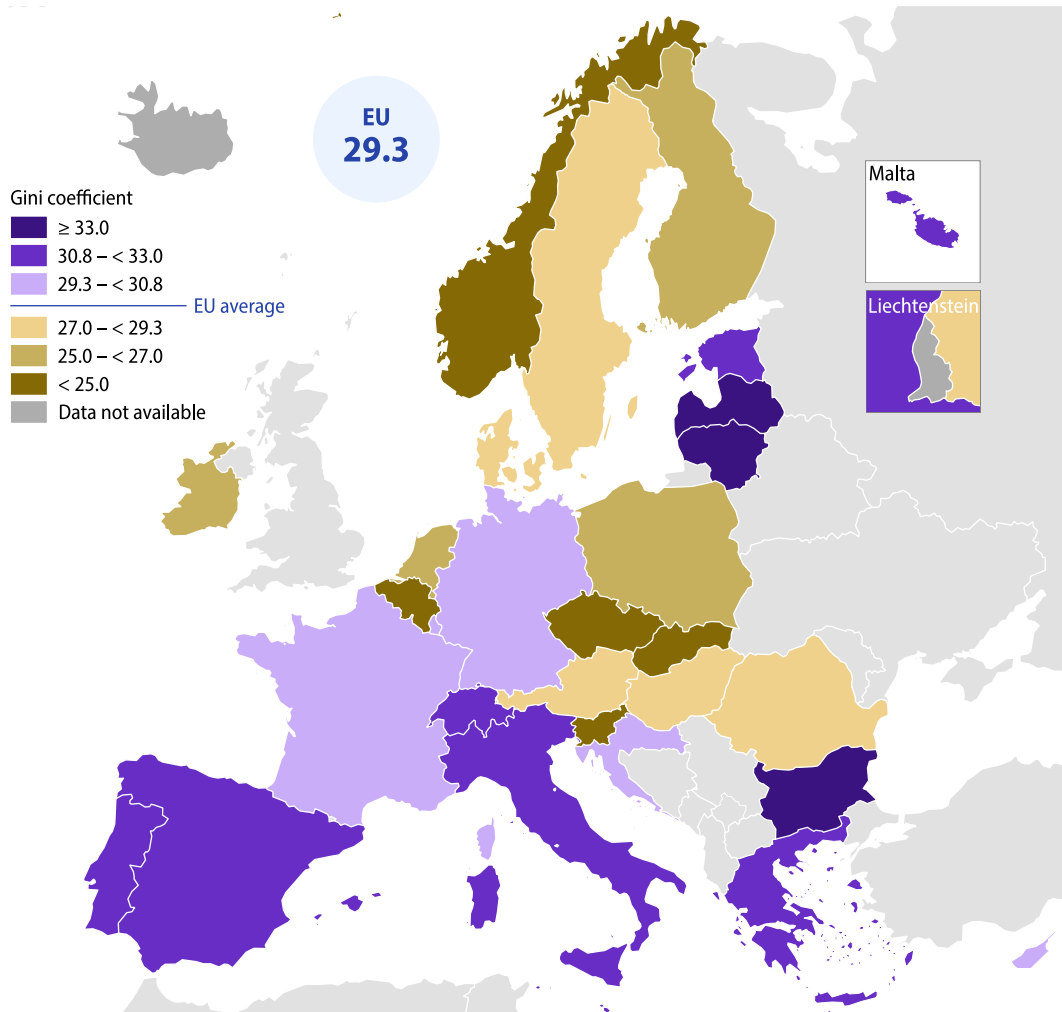 EU
29.3
Gini coefficient
≥ 33.0
30.8 – < 33.0
29.3 – < 30.8
EU average
27.0 – < 29.3
25.0 – < 27.0
< 25.0
Data not available
Malta
Liechtenstein